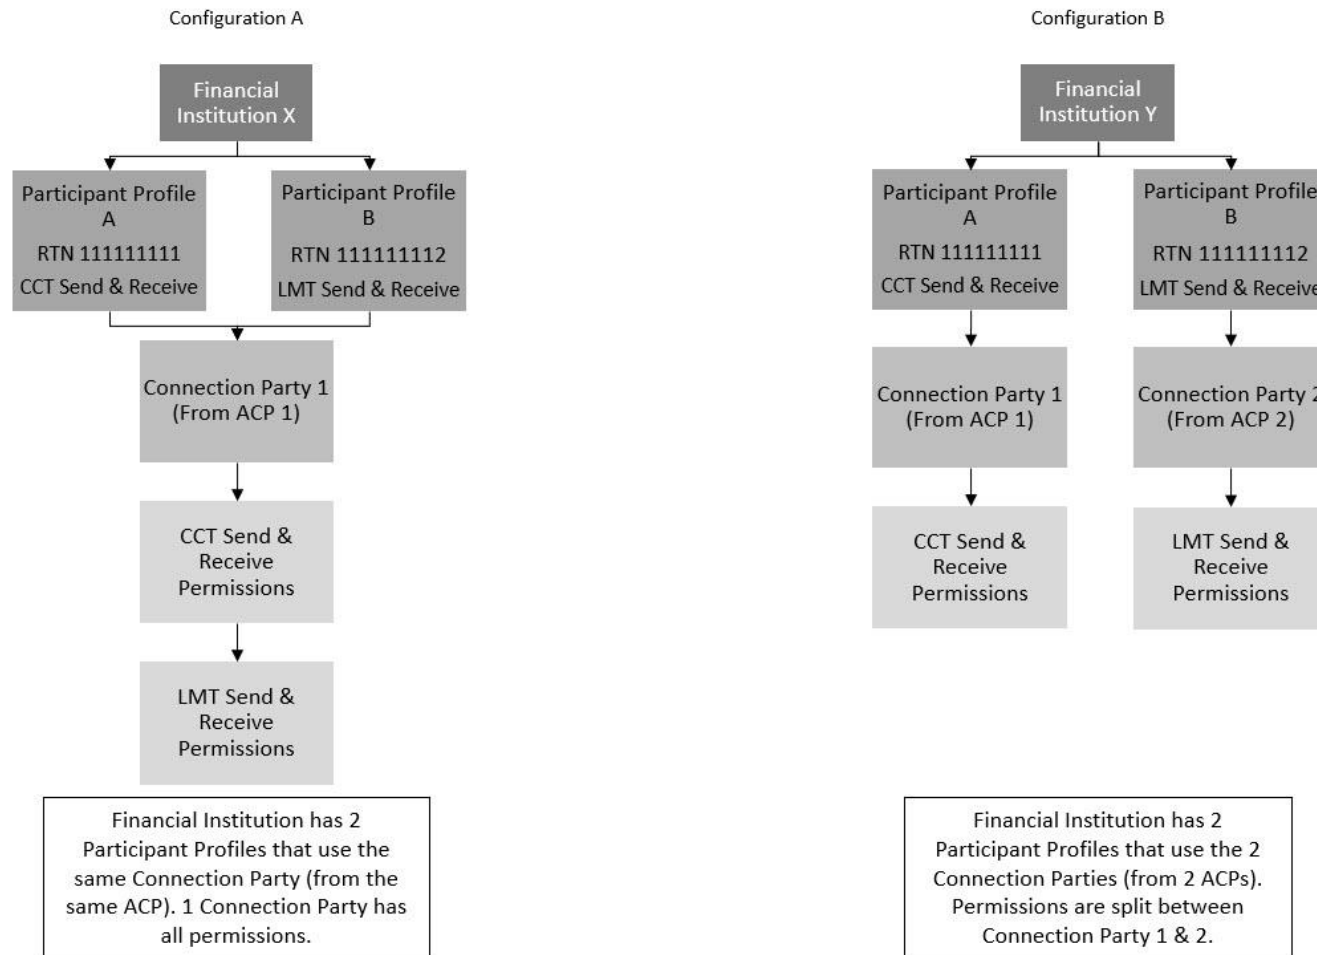 Configuration A
Financial
Institution X
Participant Profile
A
RTN 111111111
CCT Send & Receive
Participant Profile
B
RTN 111111112
LMT Send & Receive
Connection Party 1
(From ACP 1)
CCT Send &
Receive
Permissions
LMT Send &
Receive
Permissions
Financial Institution has 2
Participant Profiles that use the
same Connection Party (from the
same ACP). 1 Connection Party has
all permissions.
Configuration B
Financial
Institution Y
Participant Profile
A
RTN 111111111
CCT Send & Receive
Participant Profile
B
RTN 111111112
LMT Send & Receive
Connection Party 1
(From ACP 1)
Connection Party 2
(From ACP 2)
CCT Send &
Receive
Permissions
LMT Send &
Receive
Permissions
Financial Institution has 2
Participant Profiles that use the 2
Connection Parties (from 2 ACPs).
Permissions are split between
Connection Party 1 & 2.